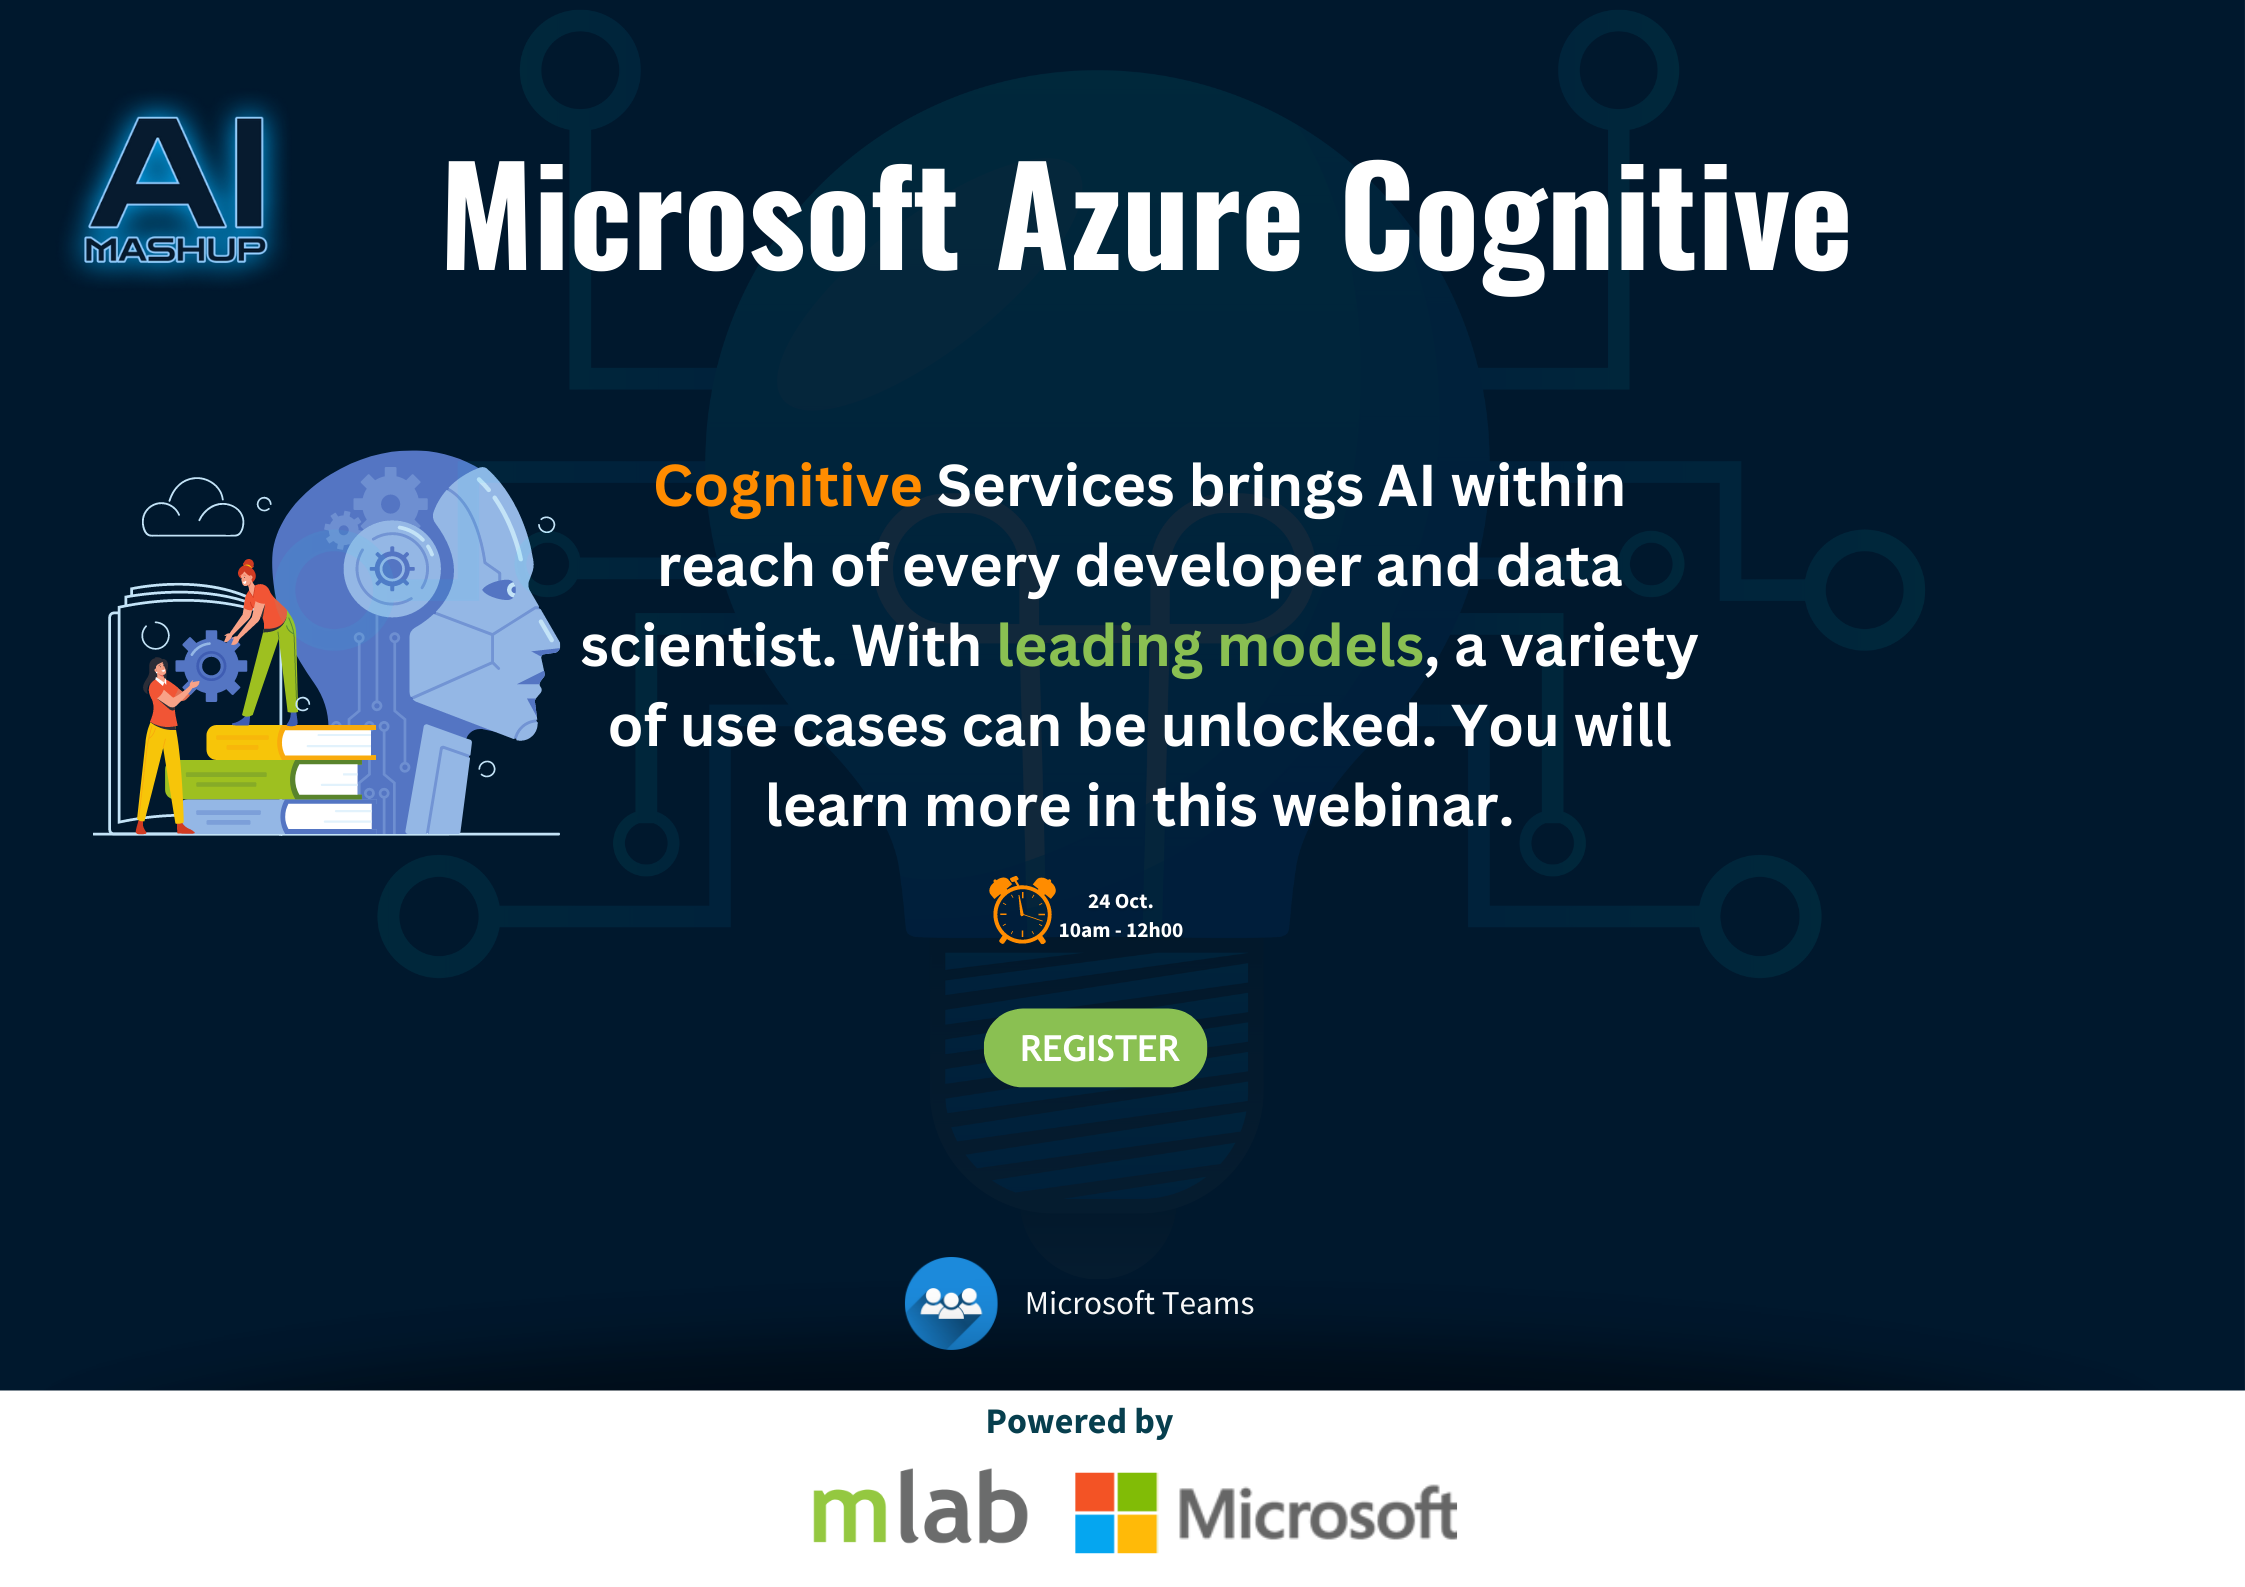 AI
MASHUP
Microsoft Azure Cognitive
Cognitive Services brings AI within
reach of every developer and data
scientist. With leading models, a variety
of use cases can be unlocked. You will
learn more in this webinar.
24 Oct.
10am - 12h00
REGISTER
Microsoft Teams
Powered by
mlab Microsoft